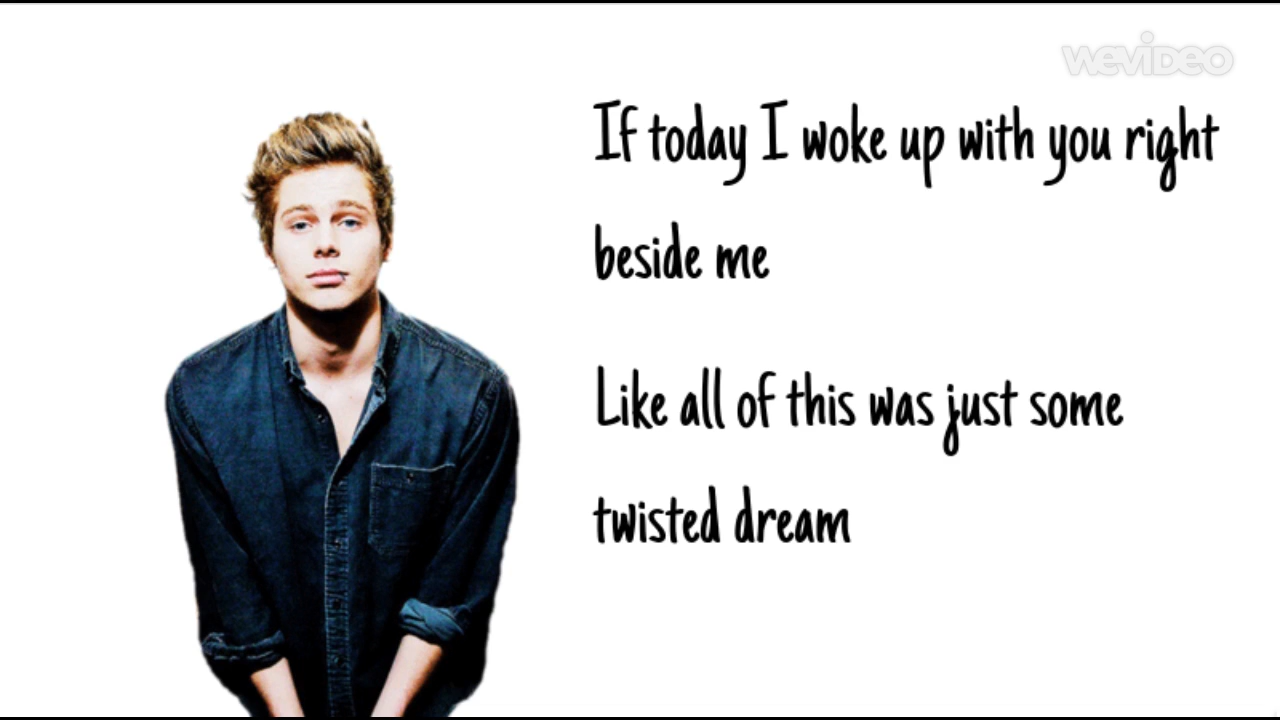 wevideo
If today I woke up with you right
beside me
Like all of this was just some
twisted dream